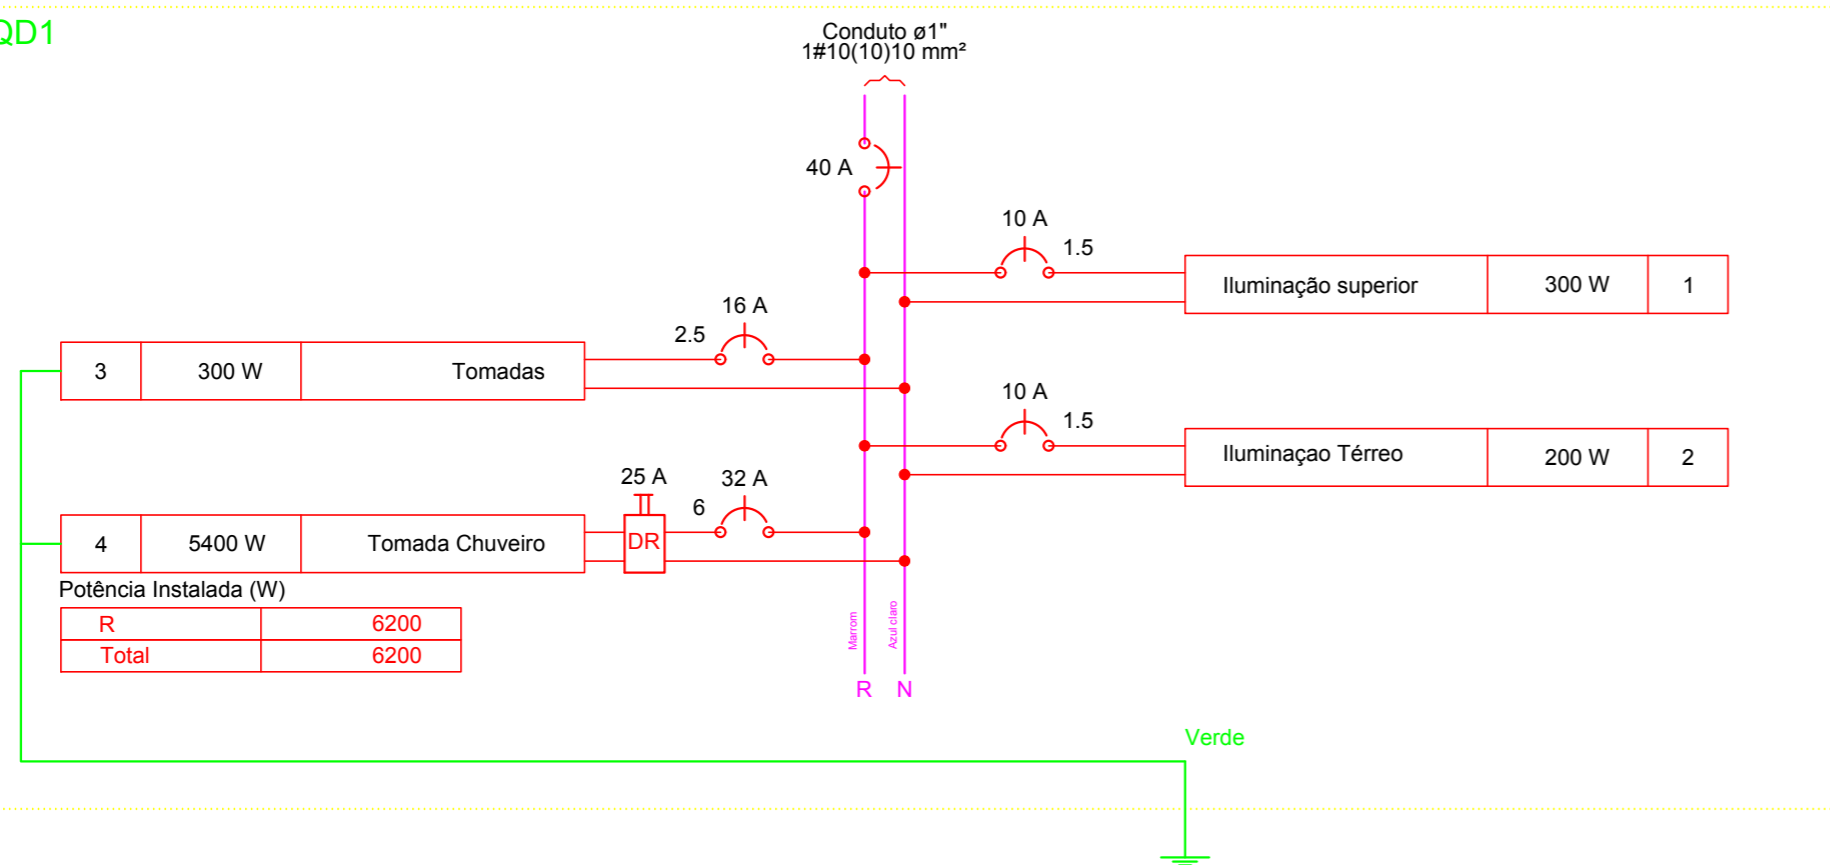 QD1
Conduto ø1"
1#10(10)10 mm²
40 A
10 A
1.5
Iluminação superior 300 W 1
16 A
2.5
3 300 W Tomadas
10 A
1.5
Iluminaçao Térreo 200 W 2
25 A
32 A
6
4 5400 W Tomada Chuveiro
DR
Potência Instalada (W)
R 6200
Total 6200
Marrom
Azul claro
R N
Verde